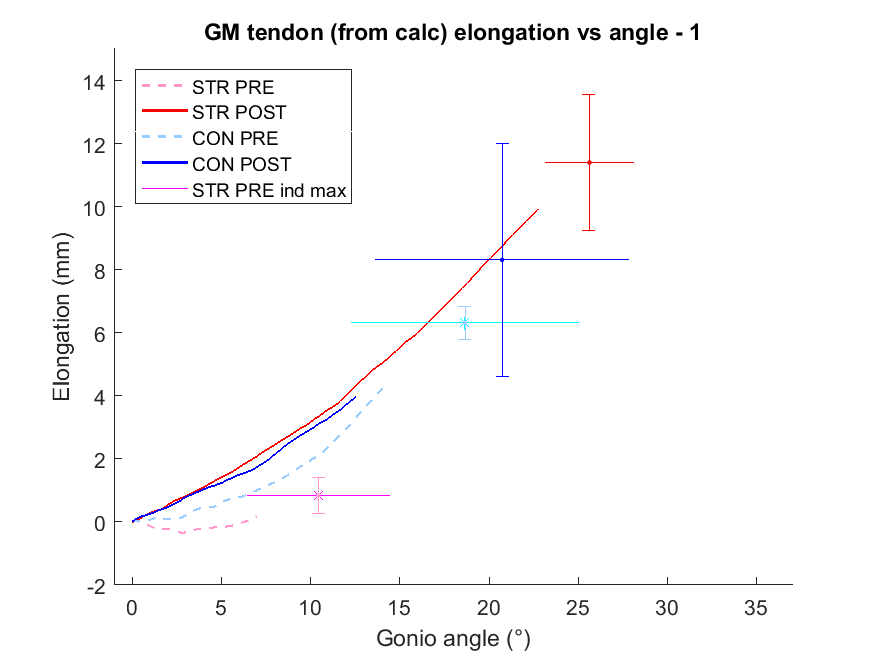 GM tendon (from calc) elongation vs angle - 1
STR PRE
STR POST
CON PRE
CON POST
STR PRE ind max
14
12
10
8
6
4
2
0
-2
Elongation (mm)
0 5 10 15 20 25 30 35
Gonio angle (°)